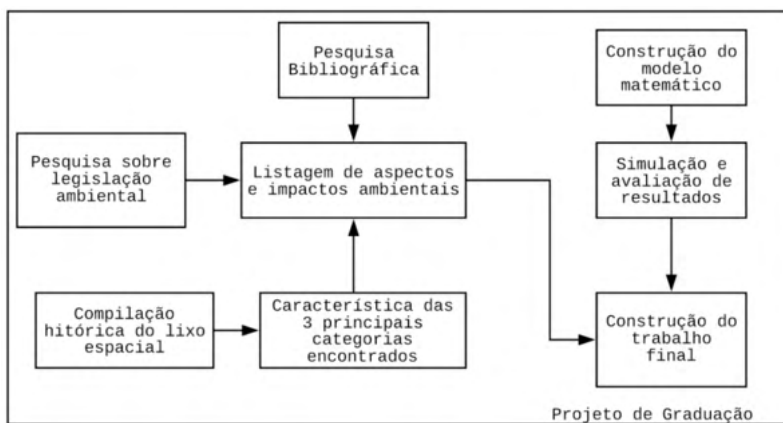 Pesquisa
Bibliográfica
Construção do
modelo
matemático
Pesquisa sobre
legislação
ambiental
Listagem de aspectos
e impactos ambientais
Simulação e
avaliação de
resultados
Compilação
hitórica do lixo
espacial
Característica das
3 principais
categorias
encontrados
Construção do
trabalho
final
Projeto de Graduação